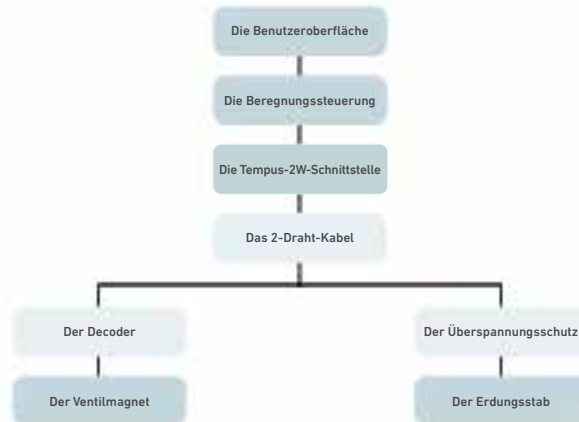 Die Benutzeroberfläche
Die Beregnungssteuerung
Die Tempus-2W-Schnittstelle
Das 2-Draht-Kabel
Der Decoder
Der Überspannungsschutz
Der Ventilmagnet
Der Erdungsstab